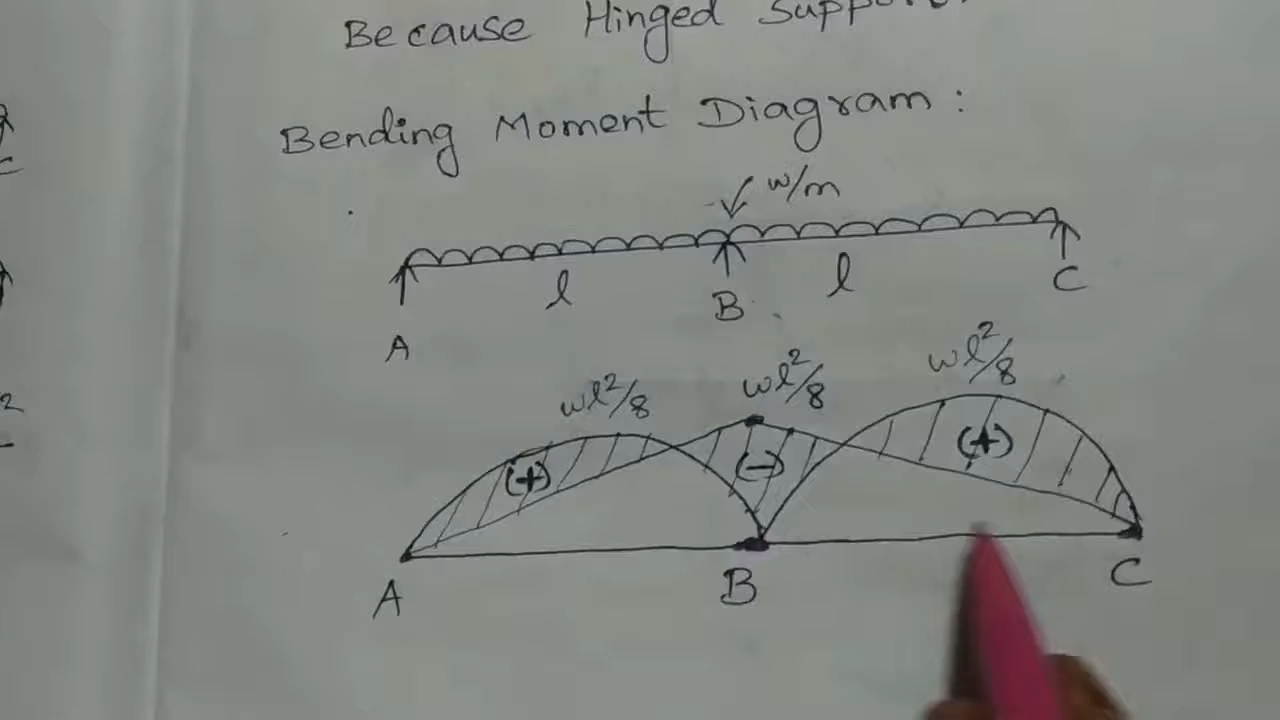 Because Hinged
Bending Moment Diagram :
w/m
l l
A B C
wl²/8 wl²/8 wl²/8
(+) (-) (+)
A B C